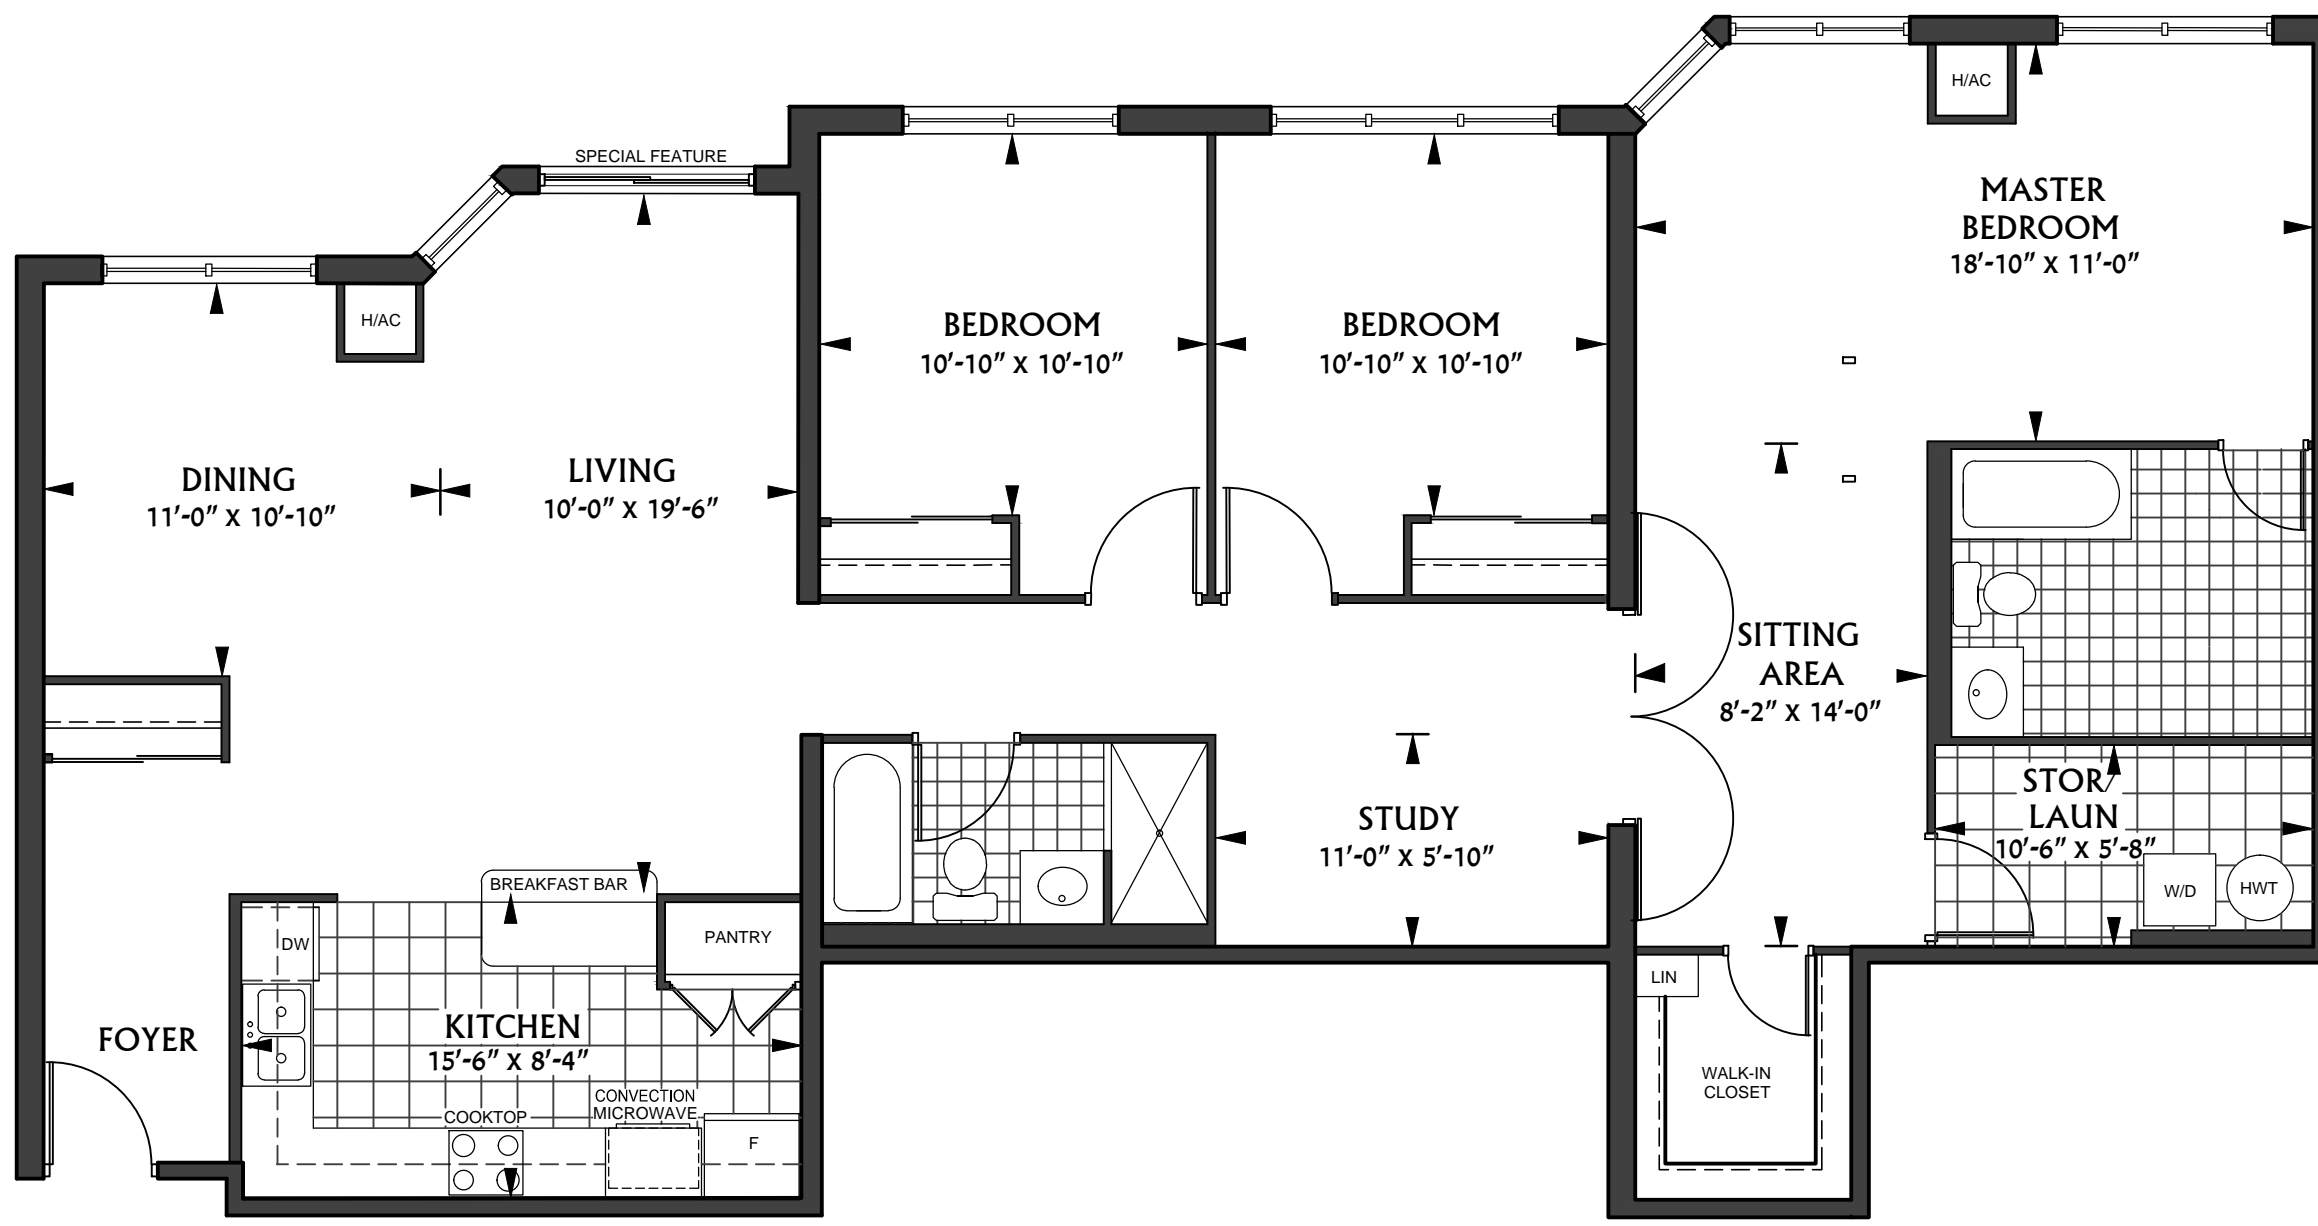 H/AC
SPECIAL FEATURE
MASTER
BEDROOM
18'-10" X 11'-0"
H/AC
BEDROOM
10'-10" X 10'-10"
BEDROOM
10'-10" X 10'-10"
DINING
11'-0" X 10'-10"
LIVING
10'-0" X 19'-6"
SITTING
AREA
8'-2" X 14'-0"
STOR/
LAUN
10'-6" X 5'-8"
W/D
HWT
STUDY
11'-0" X 5'-10"
BREAKFAST BAR
PANTRY
DW
LIN
FOYER
KITCHEN
15'-6" X 8'-4"
WALK-IN
CLOSET
CONVECTION
MICROWAVE
COOKTOP
F